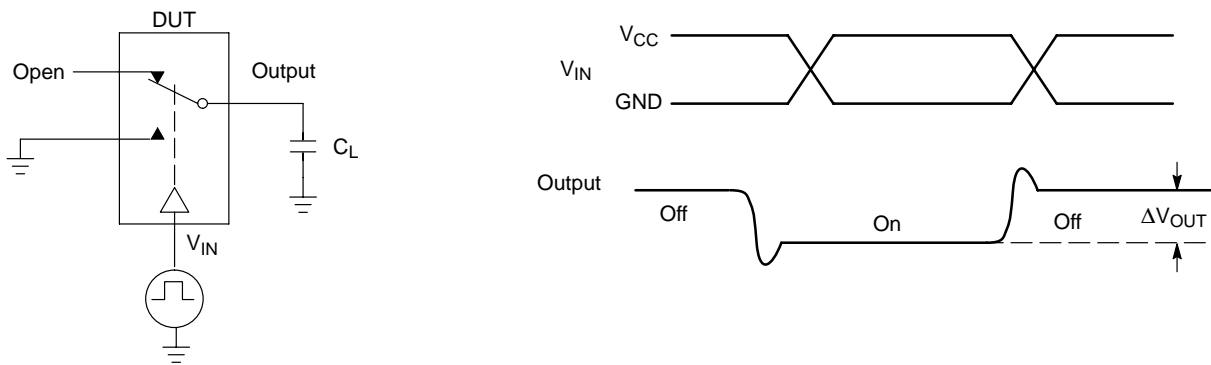 DUT
Open
Output
C_L
V_IN
V_CC
V_IN
GND
Output
Off
On
Off
ΔV_OUT